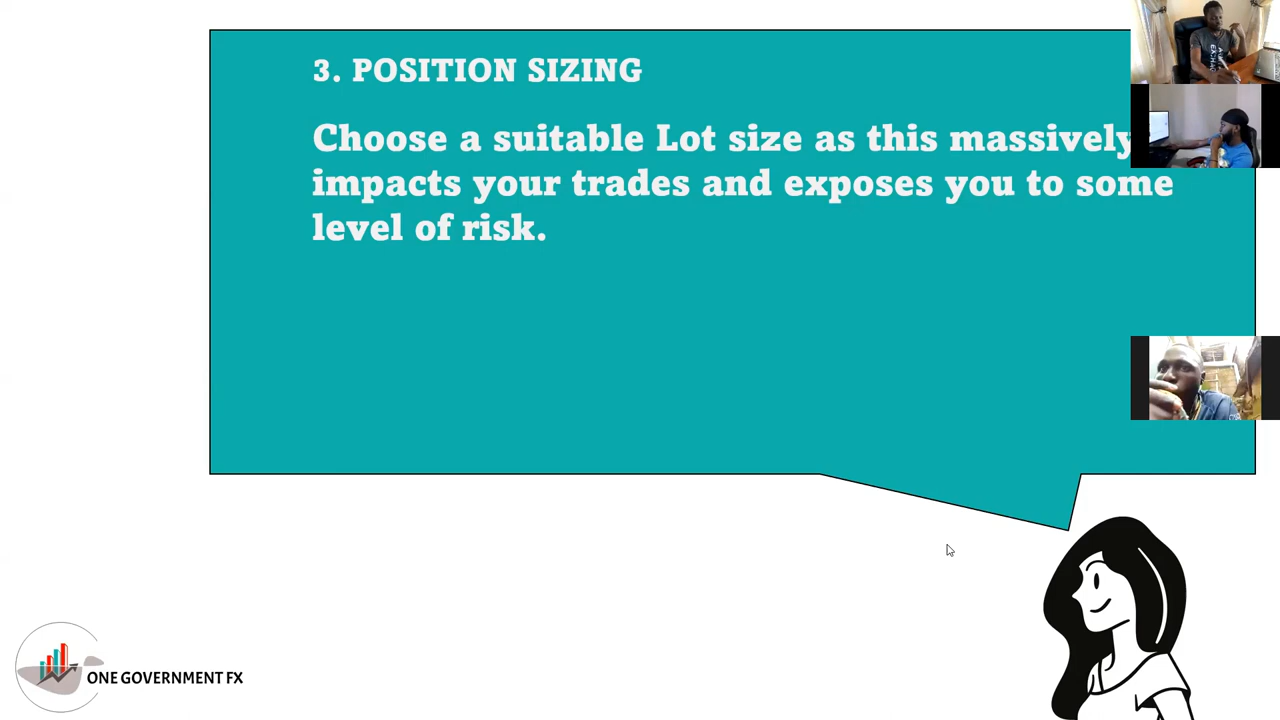 3. POSITION SIZING
Choose a suitable Lot size as this massively
impacts your trades and exposes you to some
level of risk.
ONE GOVERNMENT FX